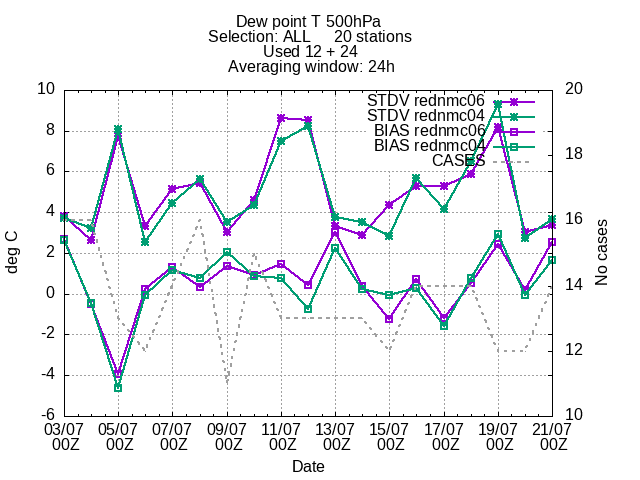 Dew point T 500hPa
Selection: ALL 20 stations
Used 12 + 24
Averaging window: 24h
STDV rednmc06
STDV rednmc04
BIAS rednmc06
BIAS rednmc04
CASES
10
8
6
4
2
0
-2
-4
-6
deg C
20
18
16
14
12
10
No cases
03/07 05/07 07/07 09/07 11/07 13/07 15/07 17/07 19/07 21/07
00Z 00Z 00Z 00Z 00Z 00Z 00Z 00Z 00Z 00Z
Date